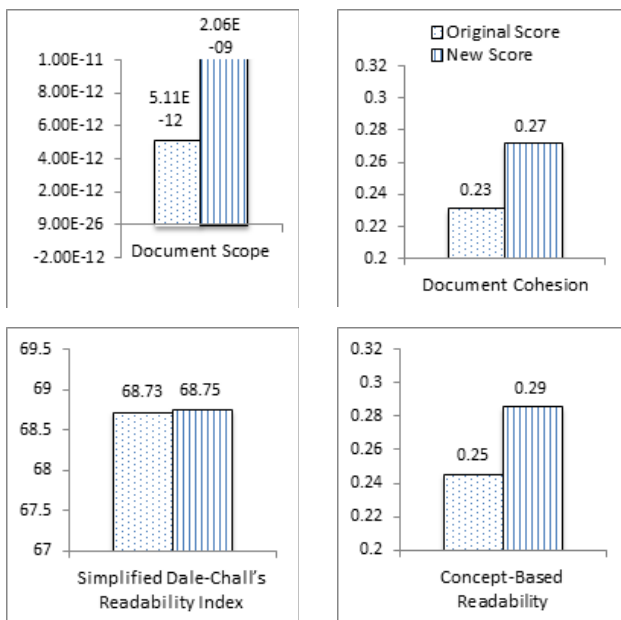 1.00E-11
8.00E-12
6.00E-12
4.00E-12
2.00E-12
9.00E-26
-2.00E-12
5.11E
-12
2.06E
-09
Document Scope
Original Score
New Score
0.32
0.3
0.28
0.26
0.24
0.22
0.2
0.23
0.27
Document Cohesion
69.5
69
68.5
68
67.5
67
68.73
68.75
Simplified Dale-Chall's
Readability Index
0.32
0.3
0.28
0.26
0.24
0.22
0.2
0.25
0.29
Concept-Based
Readability